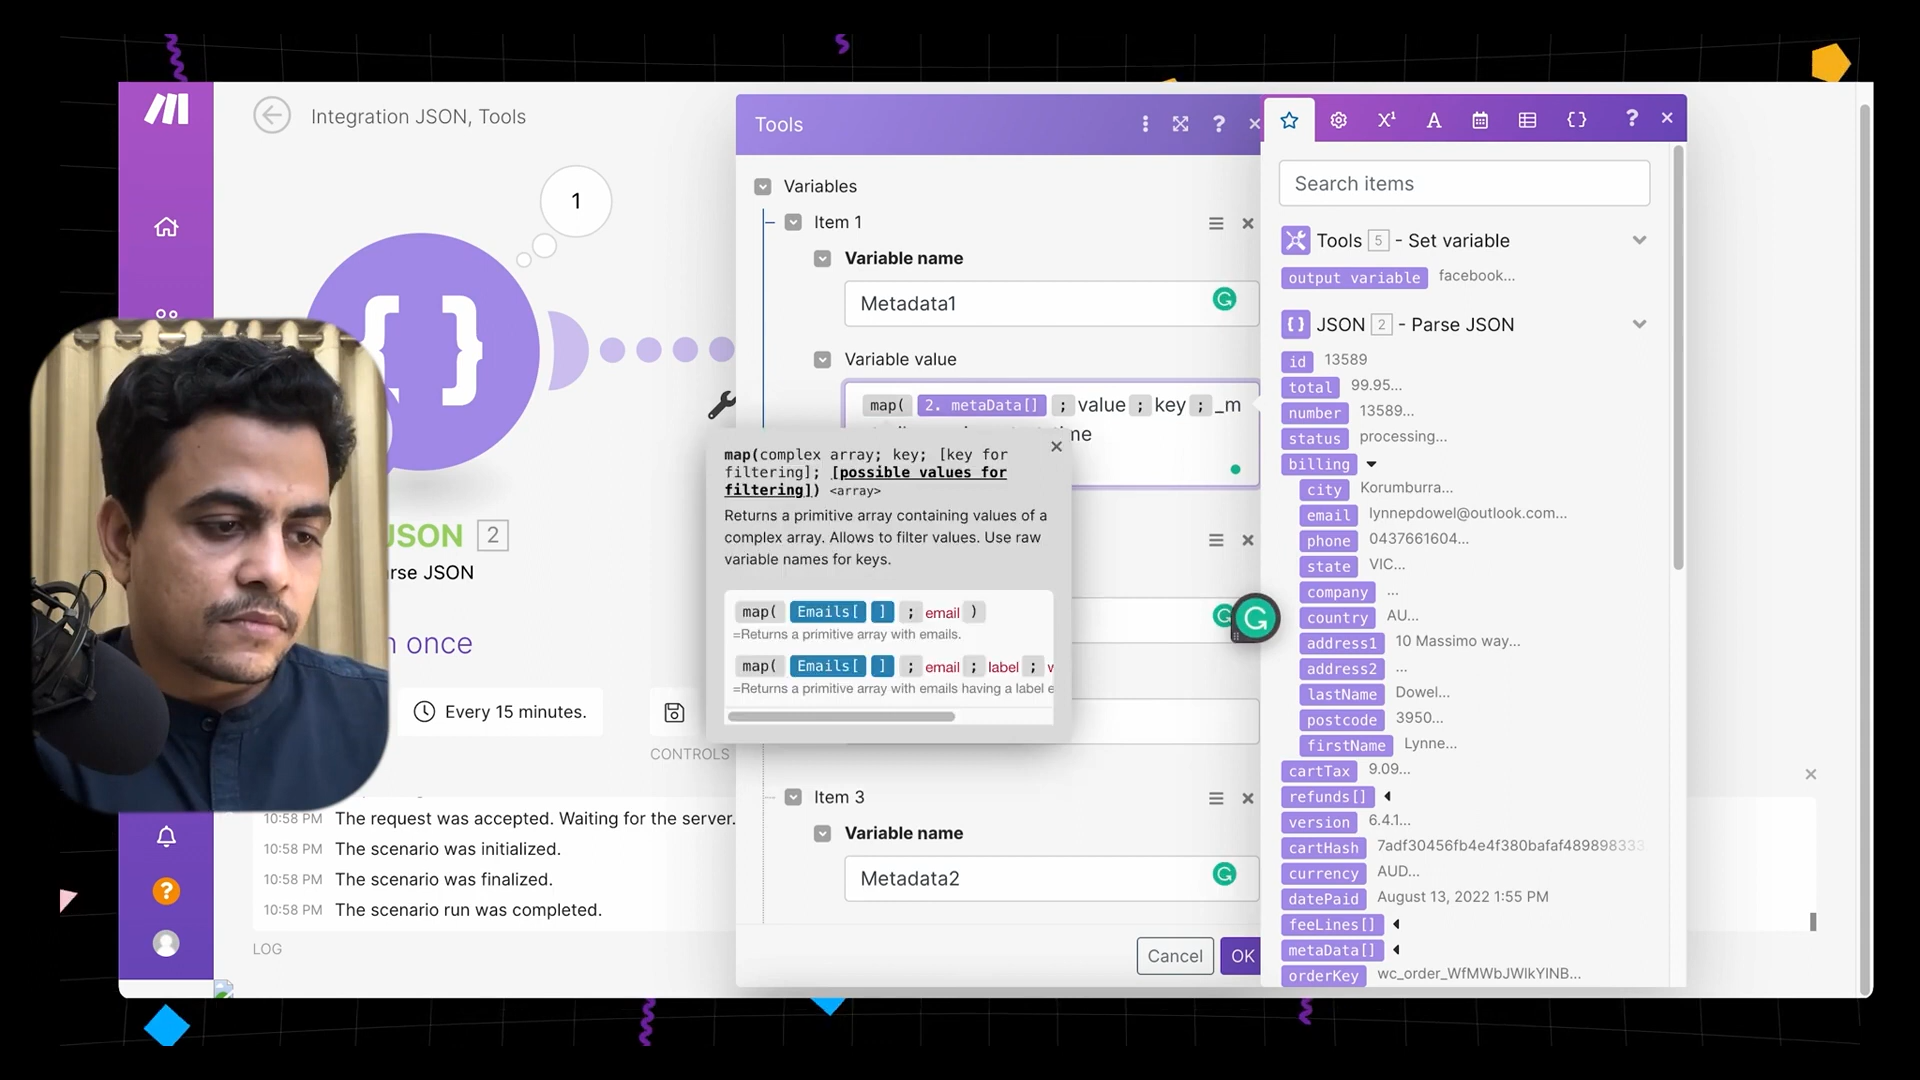 Integration JSON, Tools
1
JSON 2
rse JSON
n once
Every 15 minutes.
CONTROLS
10:58 PM The request was accepted. Waiting for the server.
10:58 PM The scenario was initialized.
10:58 PM The scenario was finalized.
10:58 PM The scenario run was completed.
LOG
Tools
Variables
Item 1
Variable name
Metadata1
Variable value
map( 2. metaData[] ; value ; key ; _m
me
map(complex array; key; [key for
filtering]; [possible values for
filtering]) <array>
Returns a primitive array containing values of a
complex array. Allows to filter values. Use raw
variable names for keys.
map( Emails[ ] ; email )
=Returns a primitive array with emails.
map( Emails[ ] ; email ; label ; w
=Returns a primitive array with emails having a label e
Item 3
Variable name
Metadata2
Cancel
OK
Search items
Tools 5 - Set variable
output variable facebook...
JSON 2 - Parse JSON
id 13589
total 99.95...
number 13589...
status processing...
billing
city Korumburra...
email lynnepdowel@outlook.com...
phone 0437661604...
state VIC...
company ...
country AU...
address1 10 Massimo way...
address2 ...
lastName Dowel...
postcode 3950...
firstName Lynne...
cartTax 9.09...
refunds[]
version 6.4.1...
cartHash 7adf30456fb4e4f380bafaf489898333
currency AUD...
datePaid August 13, 2022 1:55 PM
feeLines[]
metaData[]
orderKey wc_order_WfMWbJWlkYlNB...